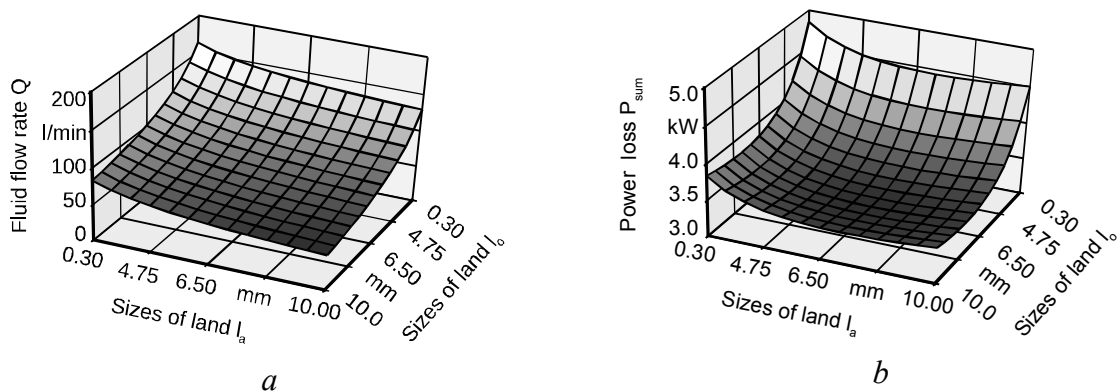 Fluid flow rate Q
200
l/min
100
50
0
0.30
4.75
6.50
mm
10.00
Sizes of land lₐ
0.30
4.75
6.50
mm
10.0
Sizes of land lₒ
a
Power loss P sum
5.0
kW
4.0
3.5
3.0
0.30
4.75
6.50
mm
10.00
Sizes of land lₐ
0.30
4.75
6.50
mm
10.0
Sizes of land lₒ
b